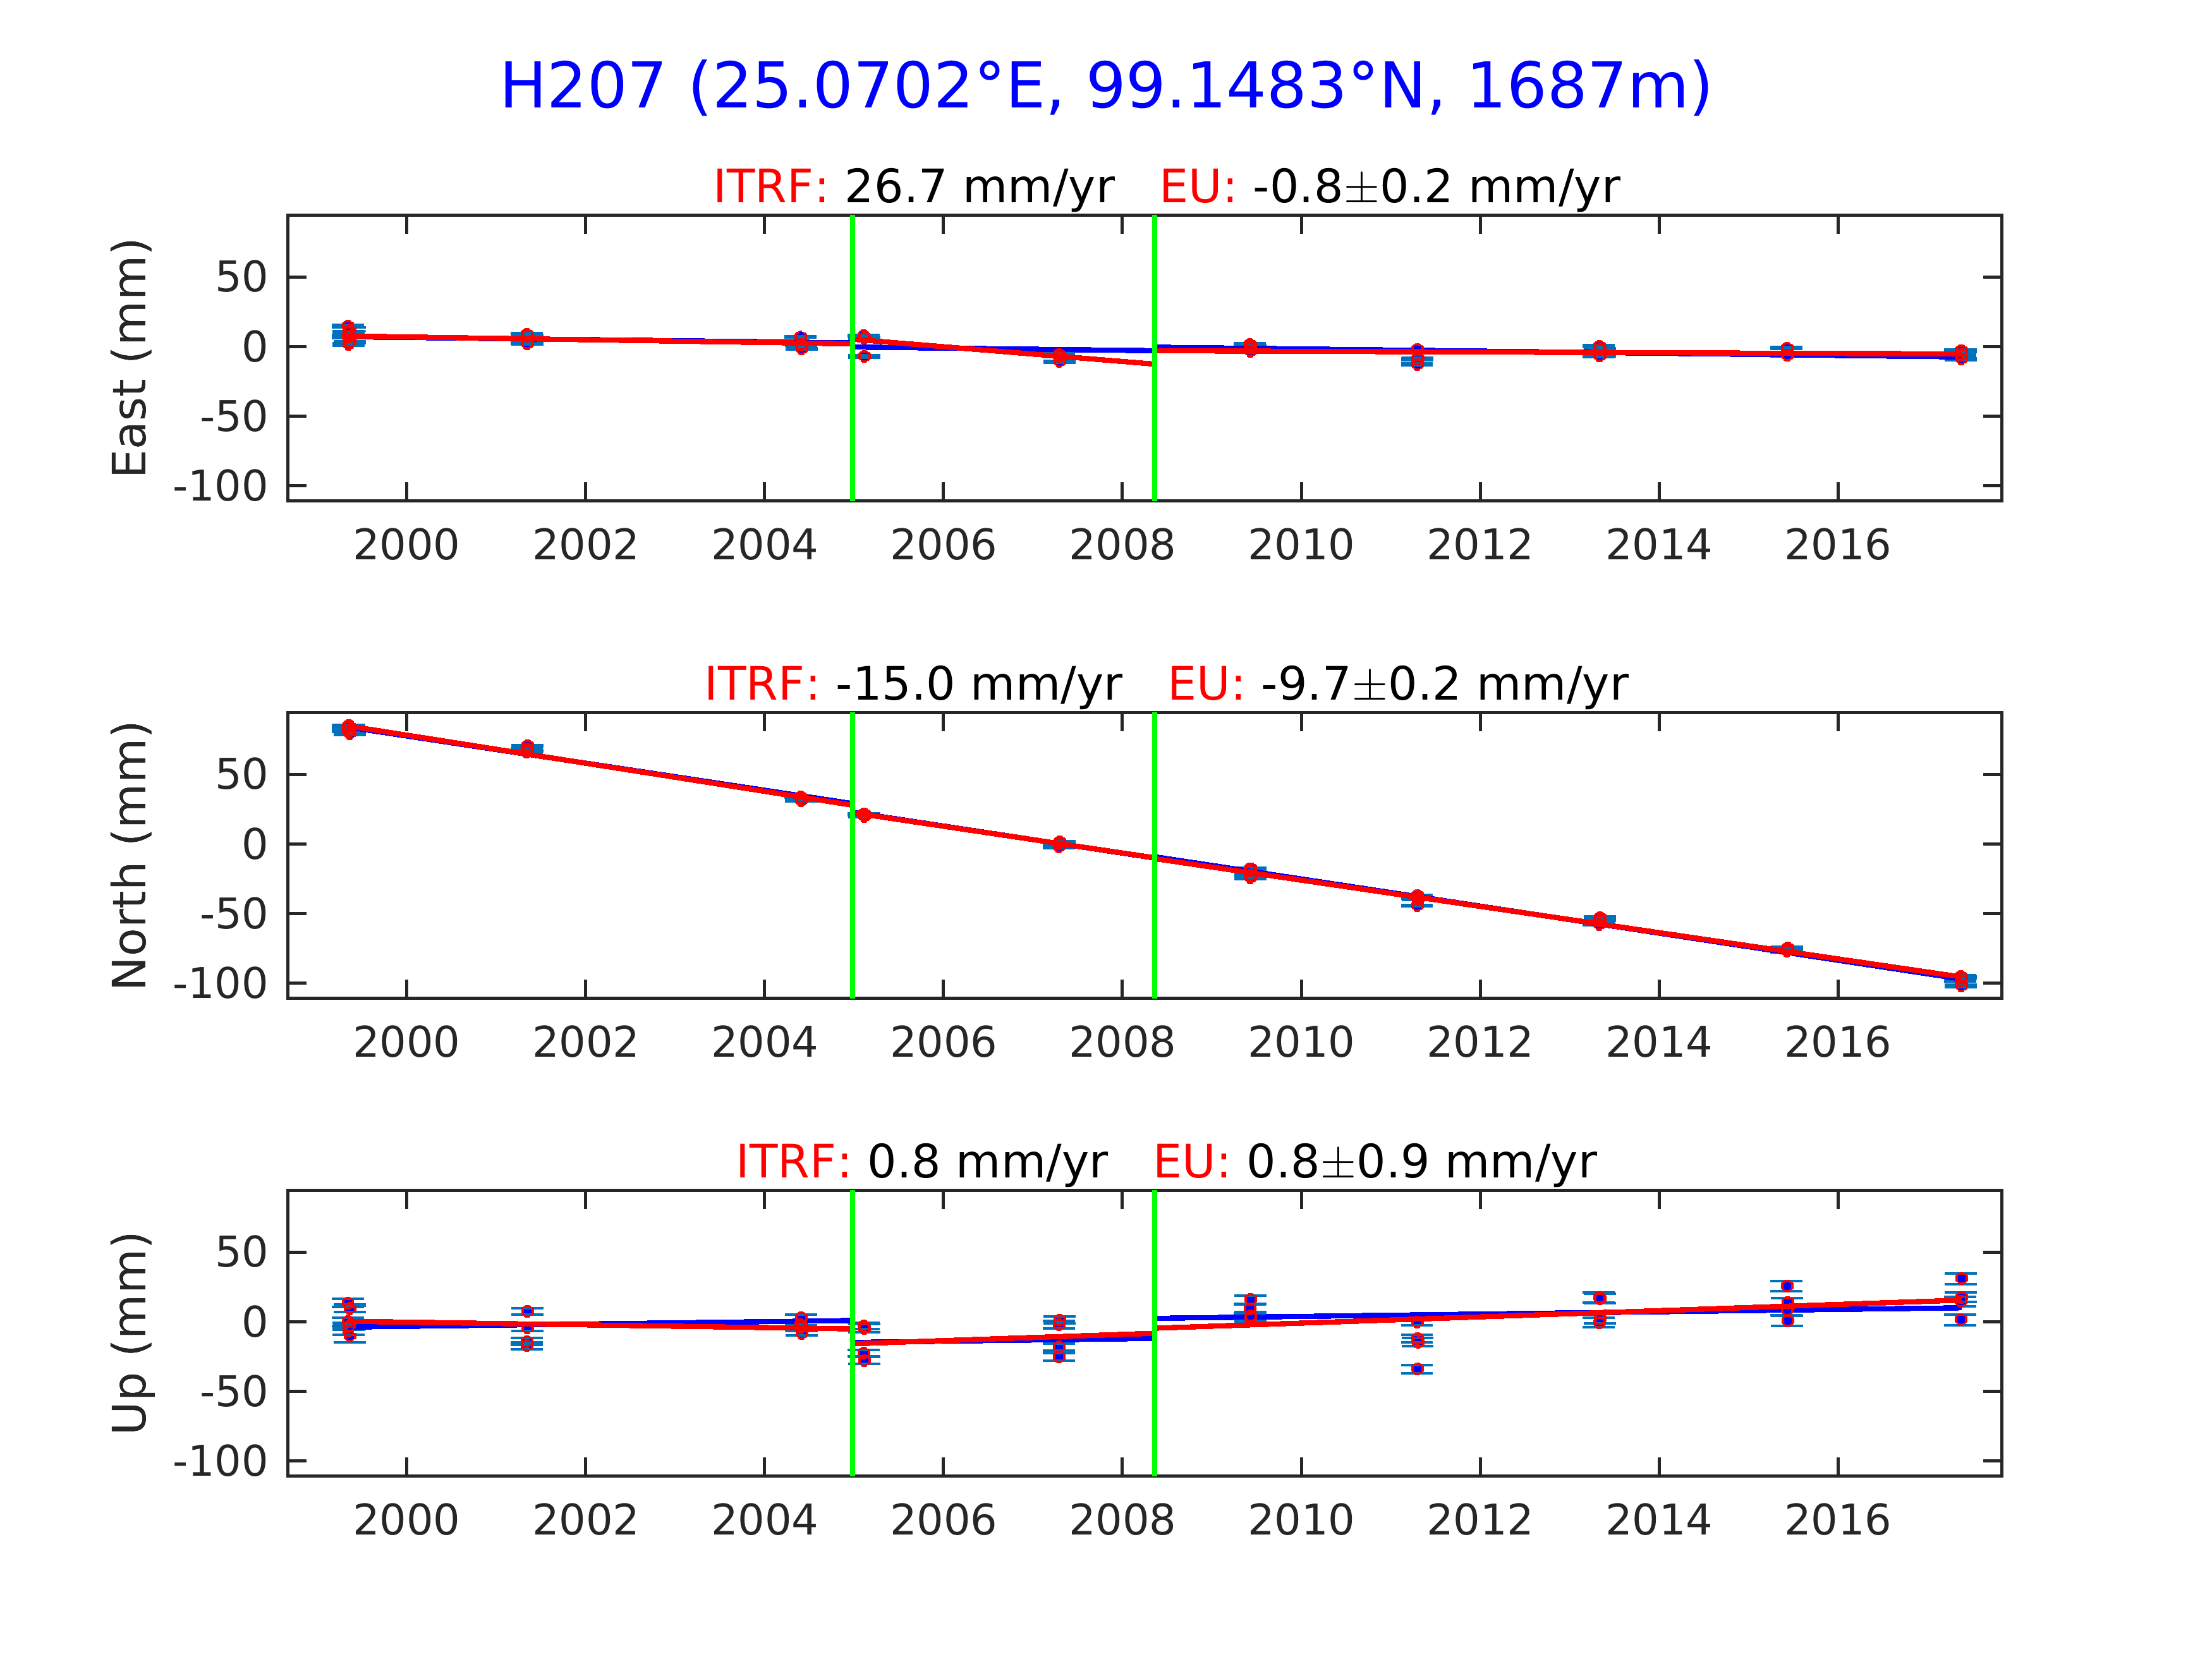 H207 (25.0702°E, 99.1483°N, 1687m)
ITRF: 26.7 mm/yr EU: -0.8±0.2 mm/yr
East (mm)
50
0
-50
-100
2000 2002 2004 2006 2008 2010 2012 2014 2016
ITRF: -15.0 mm/yr EU: -9.7±0.2 mm/yr
North (mm)
50
0
-50
-100
2000 2002 2004 2006 2008 2010 2012 2014 2016
ITRF: 0.8 mm/yr EU: 0.8±0.9 mm/yr
Up (mm)
50
0
-50
-100
2000 2002 2004 2006 2008 2010 2012 2014 2016